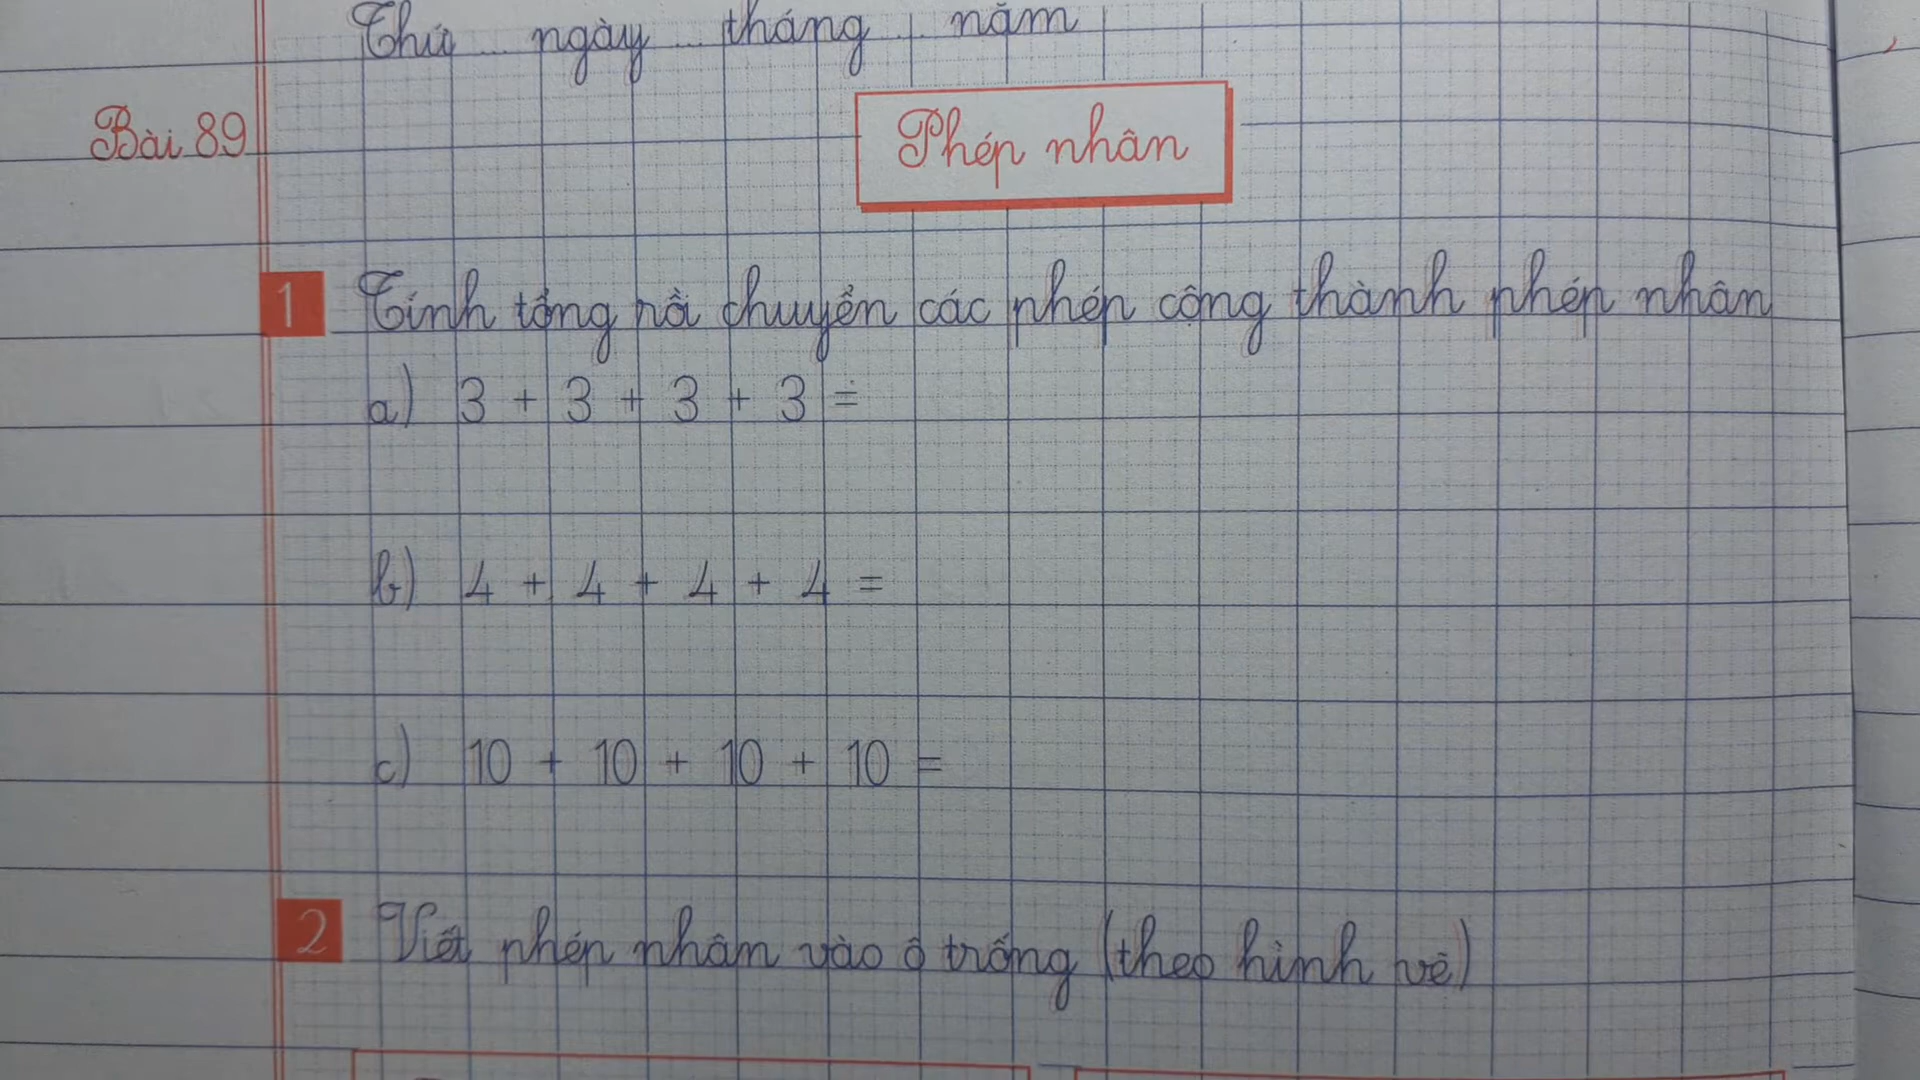 Thứ ngày tháng năm
Bài 89
Phép nhân
1 Tính tổng rồi chuyển các phép cộng thành phép nhân
a) 3 + 3 + 3 + 3 =
b) 4 + 4 + 4 + 4 =
c) 10 + 10 + 10 + 10 =
2 Viết phép nhân vào ô trống (theo hình vẽ)